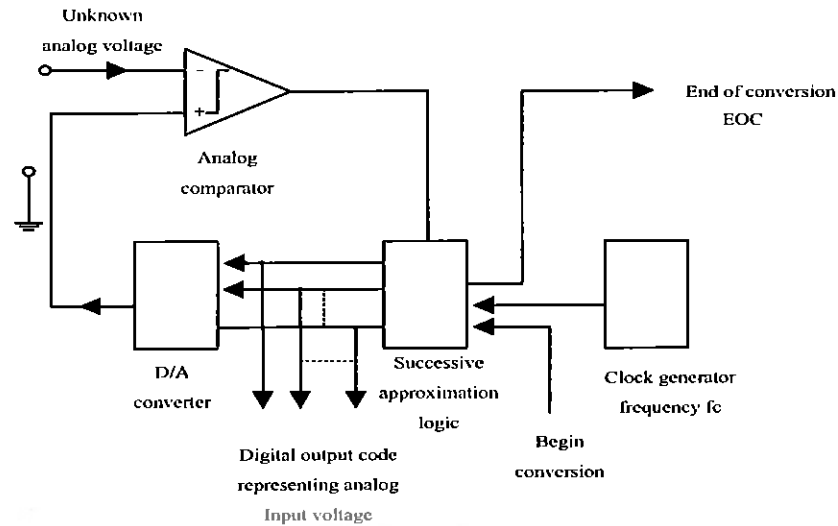 Unknown
analog voltage
-
+
Analog
comparator
End of conversion
EOC
D/A
converter
Successive
approximation
logic
Clock generator
frequency fc
Begin
conversion
Digital output code
representing analog
Input voltage